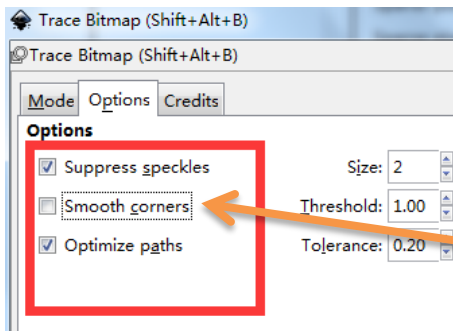 Trace Bitmap (Shift+Alt+B)
Trace Bitmap (Shift+Alt+B)
Mode Options Credits
Options
Suppress speckles Size: 2
Smooth corners Threshold: 1.00
Optimize paths Tolerance: 0.20